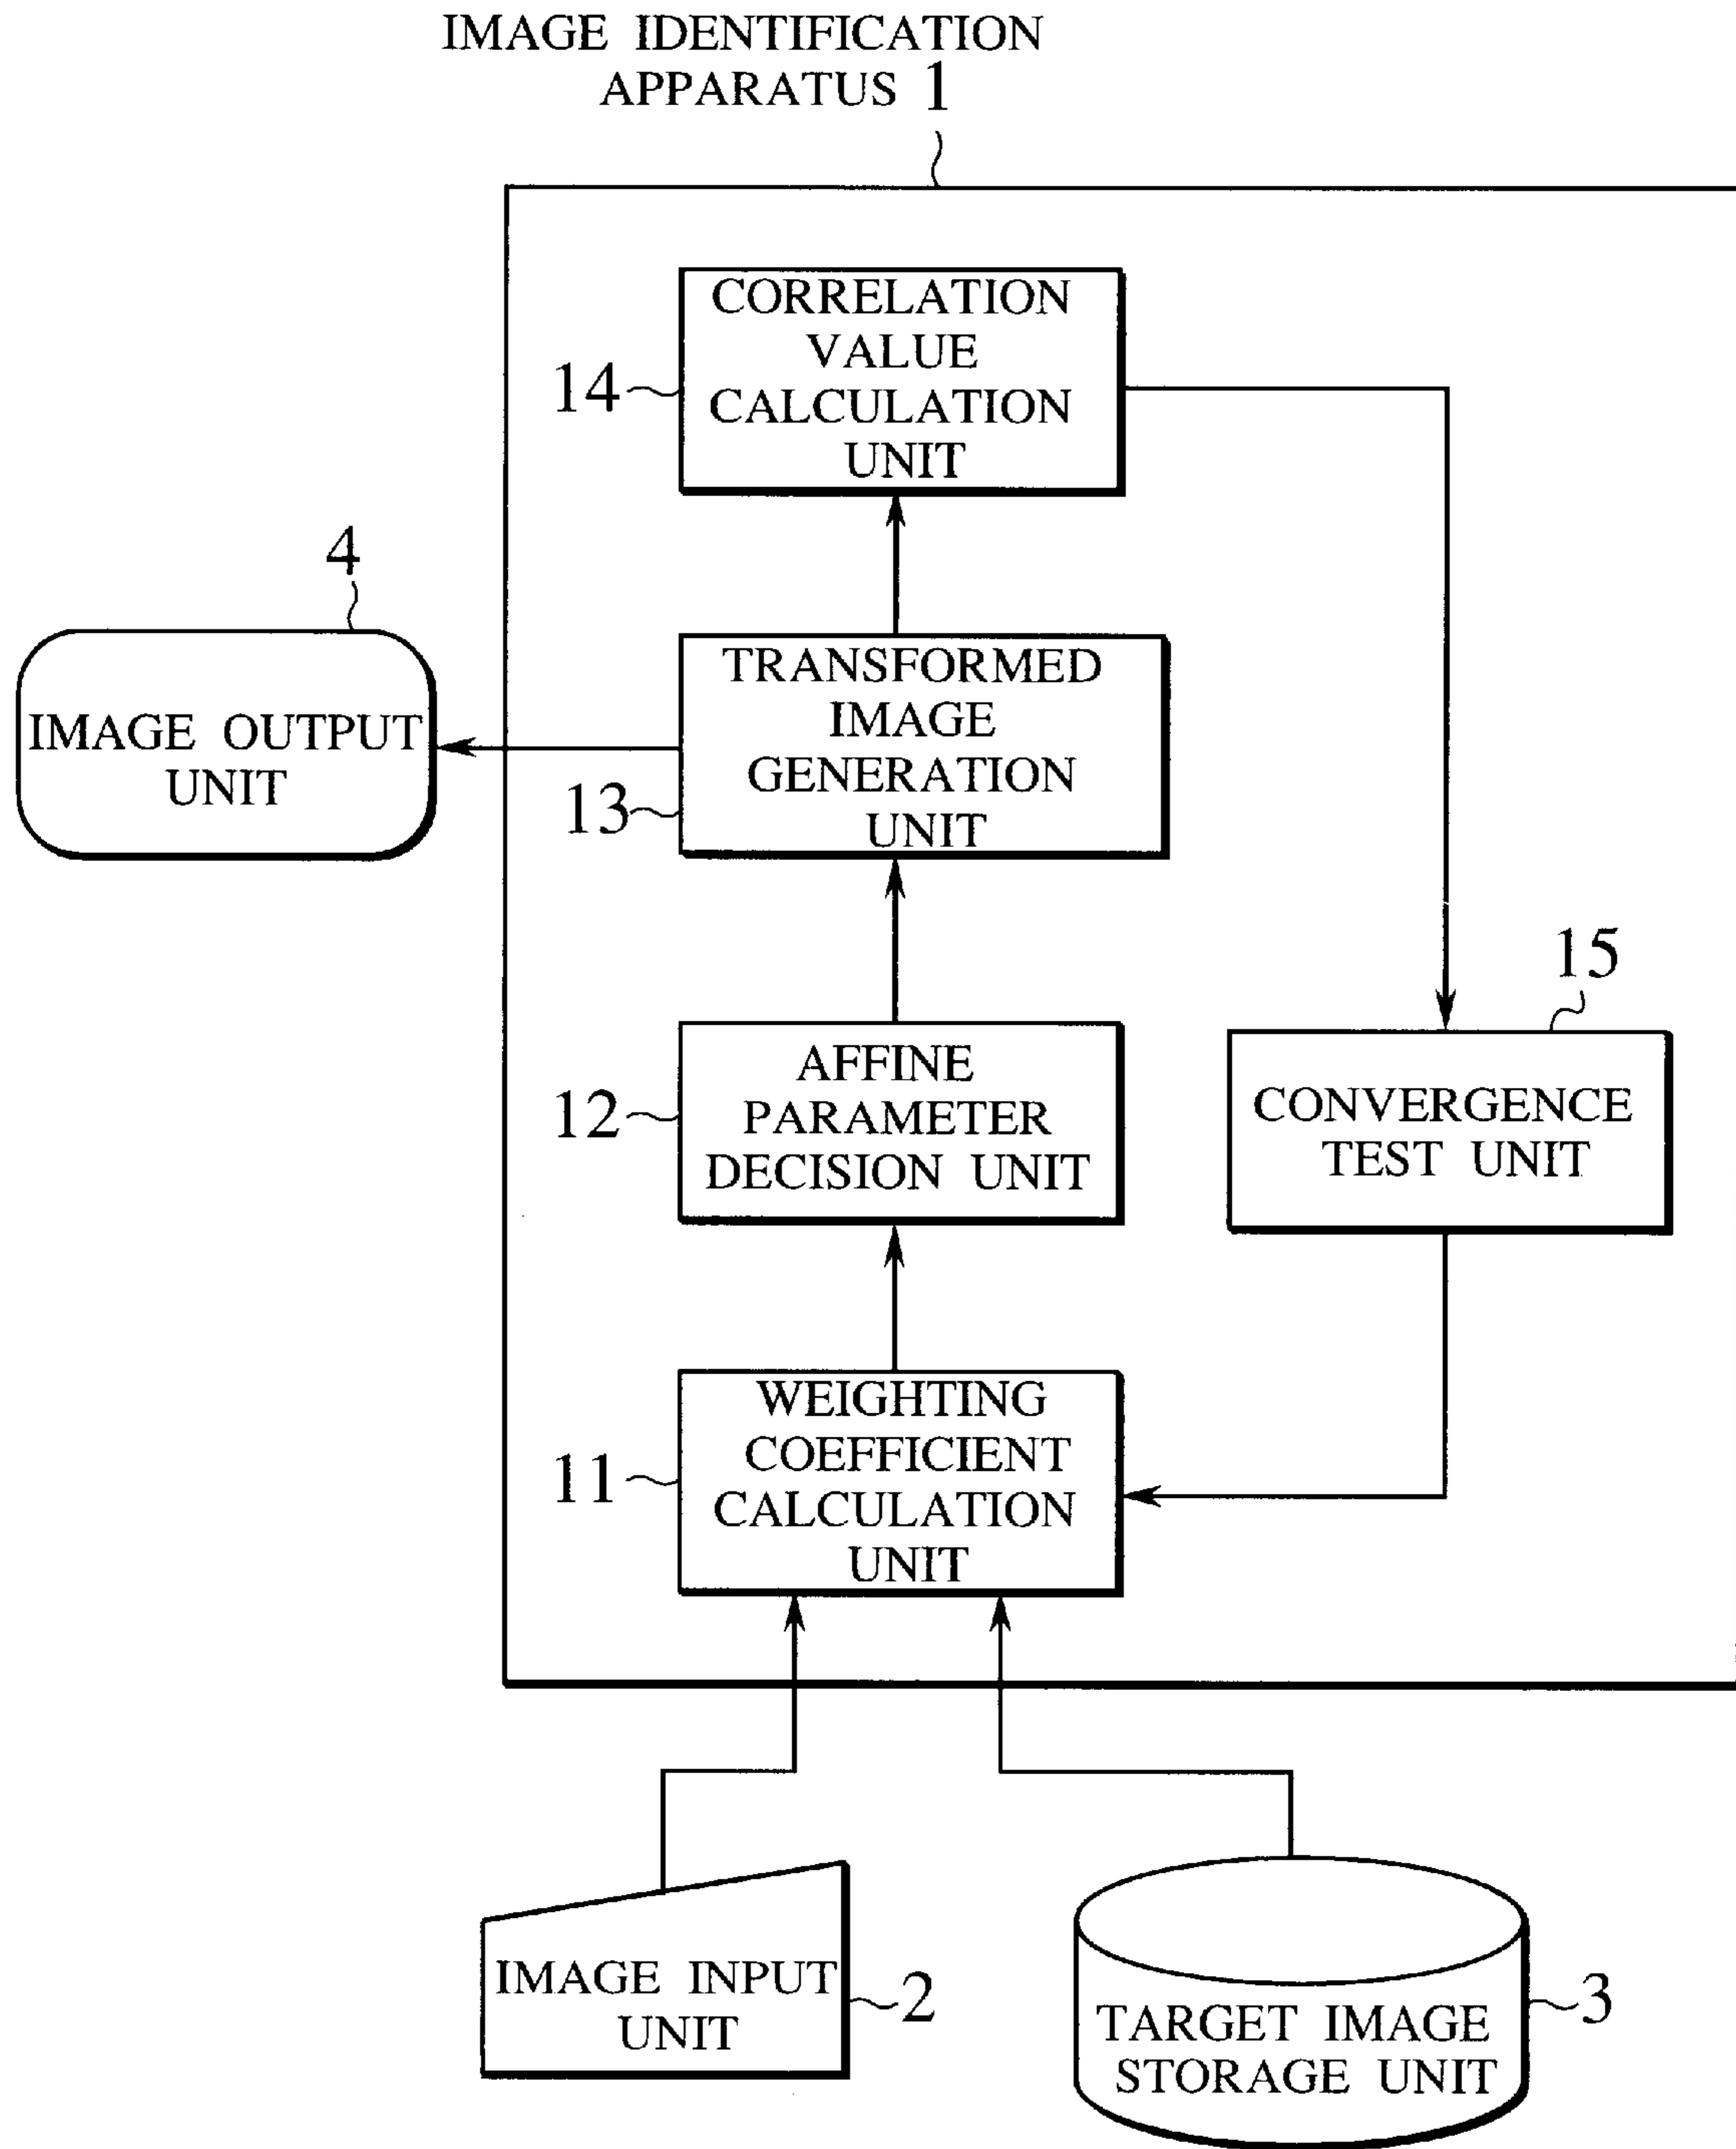 IMAGE IDENTIFICATION
APPARATUS 1
CORRELATION
VALUE
CALCULATION
UNIT
14
4
IMAGE OUTPUT
UNIT
TRANSFORMED
IMAGE
GENERATION
UNIT
13
15
AFFINE
PARAMETER
DECISION UNIT
12
CONVERGENCE
TEST UNIT
WEIGHTING
COEFFICIENT
CALCULATION
UNIT
11
IMAGE INPUT
UNIT
2
TARGET IMAGE
STORAGE UNIT
3